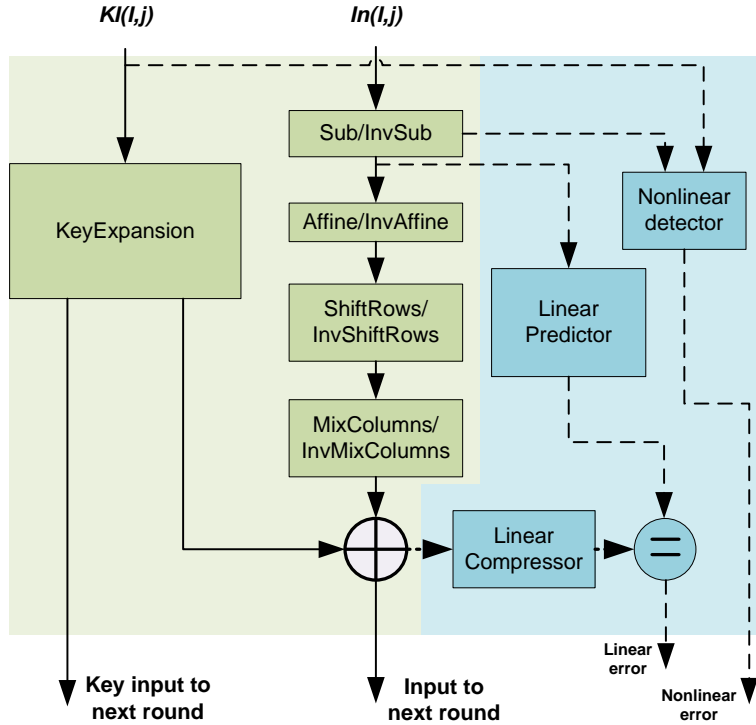 KI(I,j)
In(I,j)
Sub/InvSub
KeyExpansion
Affine/InvAffine
Nonlinear
detector
ShiftRows/
InvShiftRows
Linear
Predictor
MixColumns/
InvMixColumns
Linear
Compressor
=
Linear
error
Key input to
next round
Input to
next round
Nonlinear
error